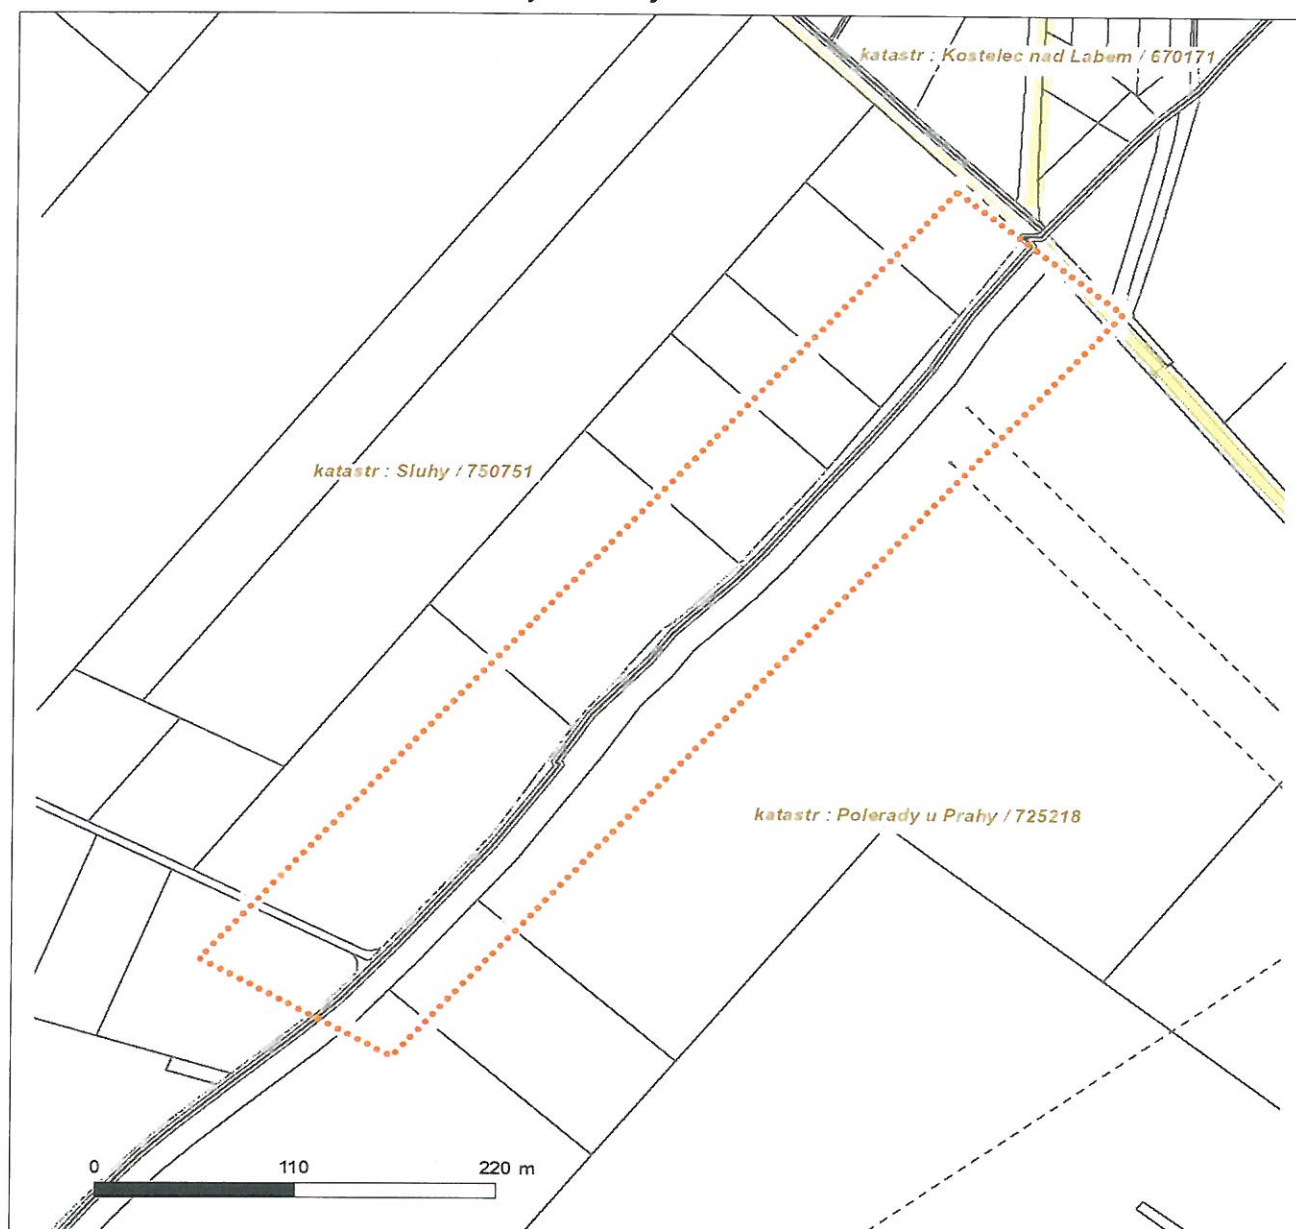 katastr : Kostelec nad Labem / 670171
katastr : Sluhy / 750751
katastr : Polerady u Prahy / 725218
0 110 220 m